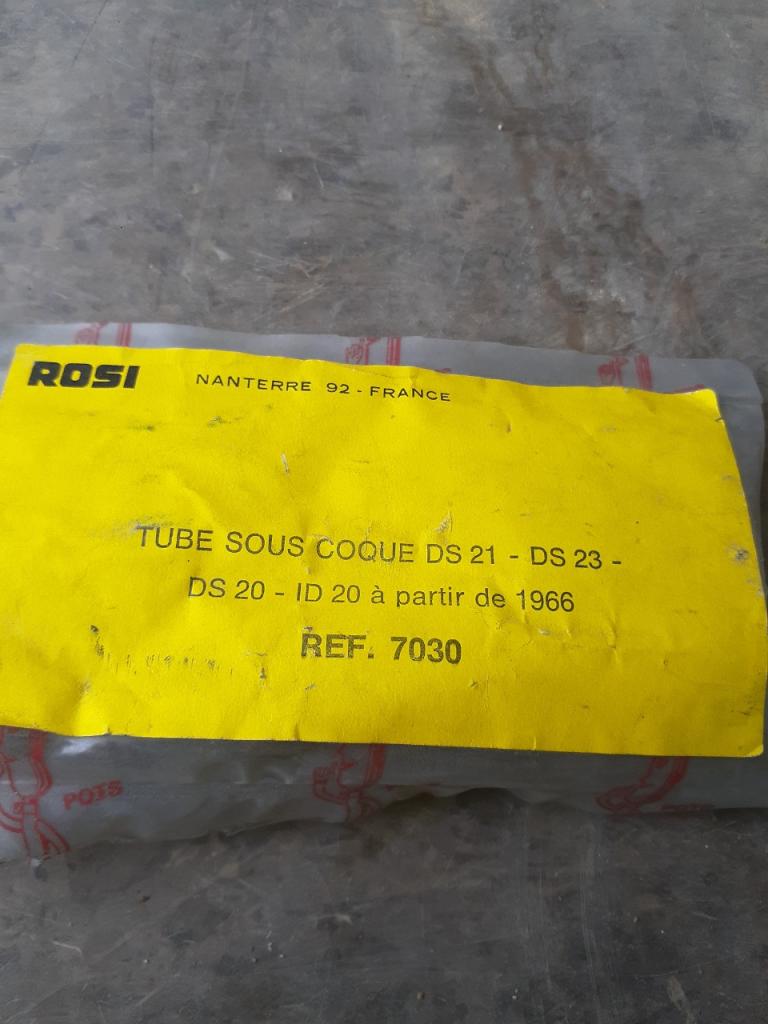 ROSI NANTERRE 92 - FRANCE
TUBE SOUS COQUE DS 21 - DS 23 -
DS 20 - ID 20 à partir de 1966
REF. 7030
POTS